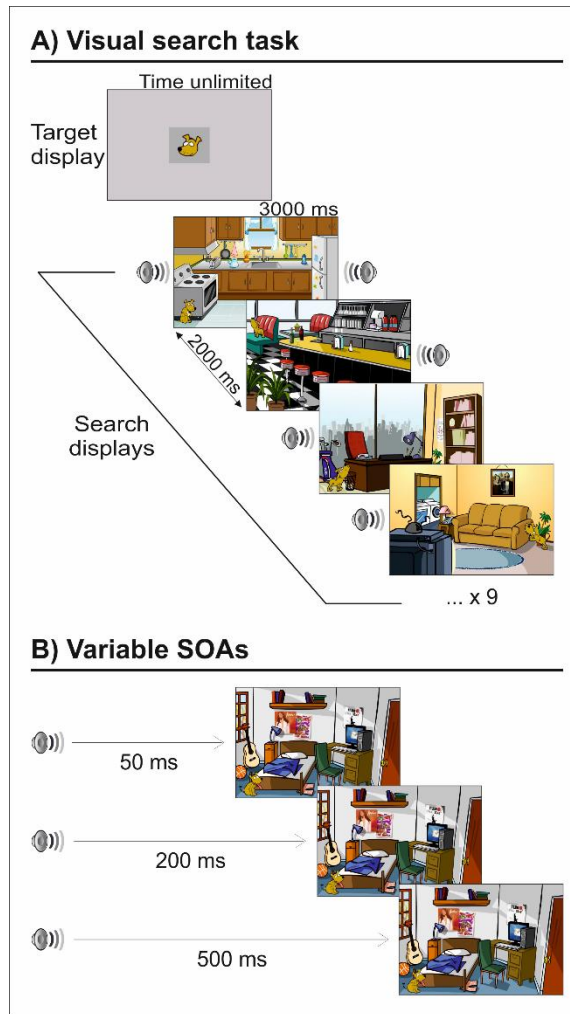 A) Visual search task
Time unlimited
Target
display
3000 ms
2000 ms
Search
displays
... x 9
B) Variable SOAs
50 ms
200 ms
500 ms